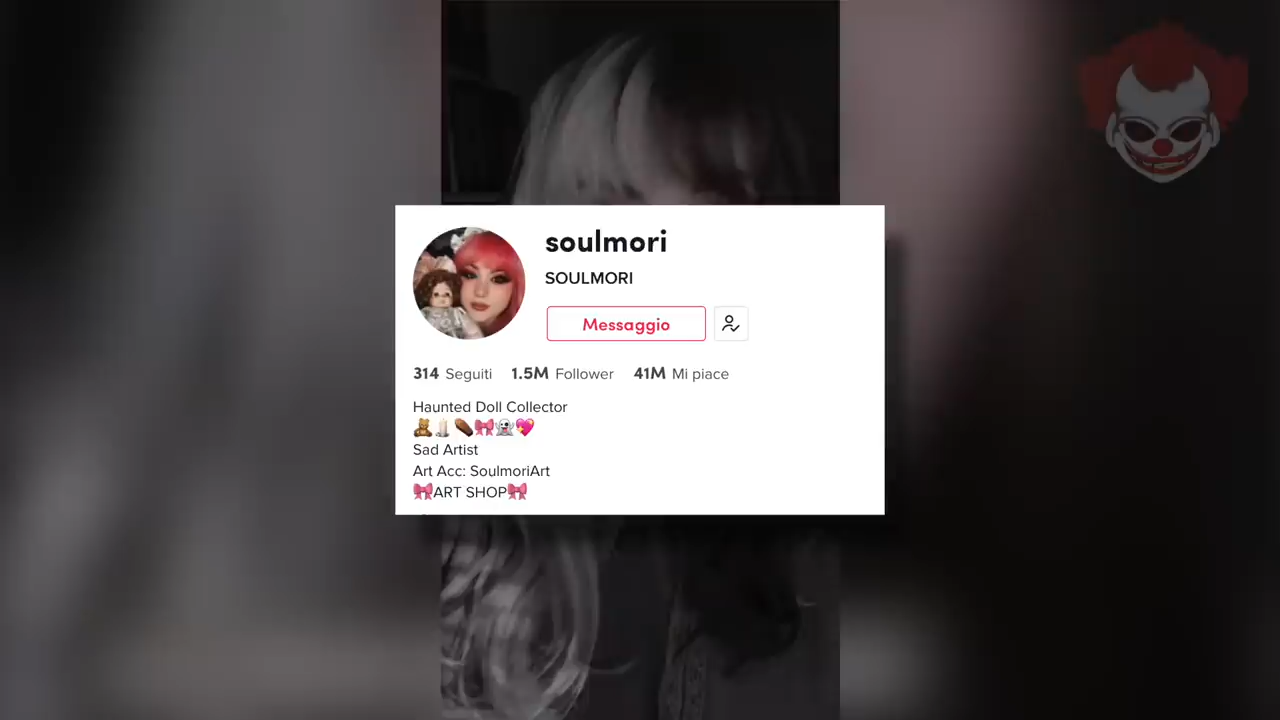 soulmori
SOULMORI
Messaggio
314 Seguiti 1.5M Follower 41M Mi piace
Haunted Doll Collector
🧸🕯️⚰️🎀👻💖
Sad Artist
Art Acc: SoulmoriArt
🎀ART SHOP🎀